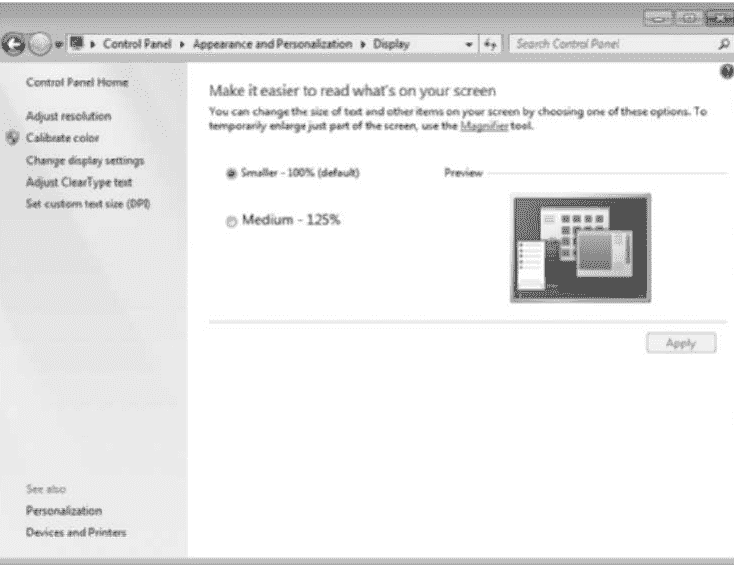 Control Panel Appearance and Personalization Display
Search Control Panel
Control Panel Home
Adjust resolution
Calibrate color
Change display settings
Adjust ClearType text
Set custom text size (DPI)
See also
Personalization
Devices and Printers
Make it easier to read what's on your screen
You can change the size of text and other items on your screen by choosing one of these options. To
temporarily enlarge just part of the screen, use the Magnifier tool.
Smaller - 100% (default)
Preview
Medium - 125%
Apply